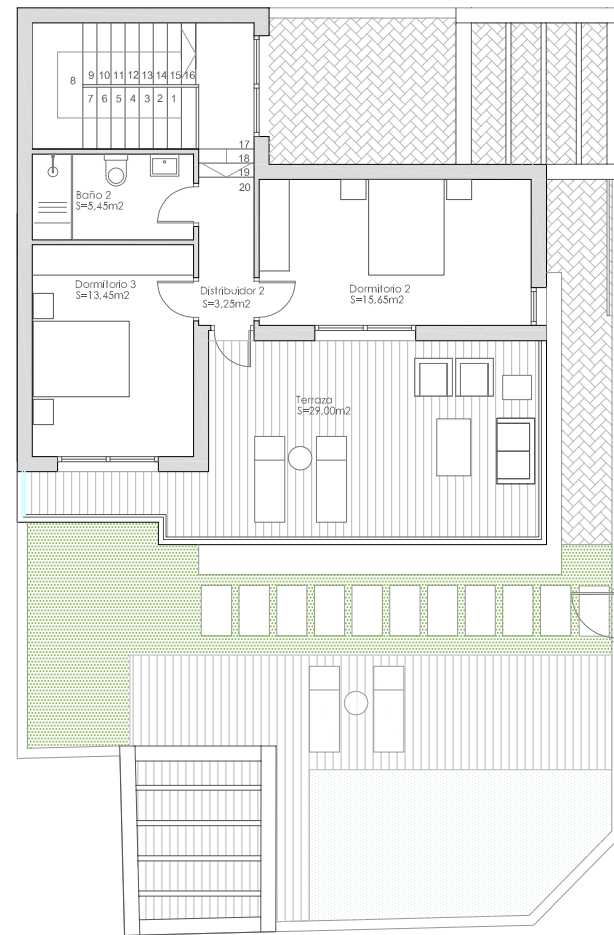 8
9 10 11 12 13 14 15 16
7 6 5 4 3 2 1
17
18
19
20
Baño 2
S=5,45m2
Dormitorio 3
S=13,45m2
Distribuidor 2
S=3,25m2
Dormitorio 2
S=15,65m2
Terraza
S=29,00m2